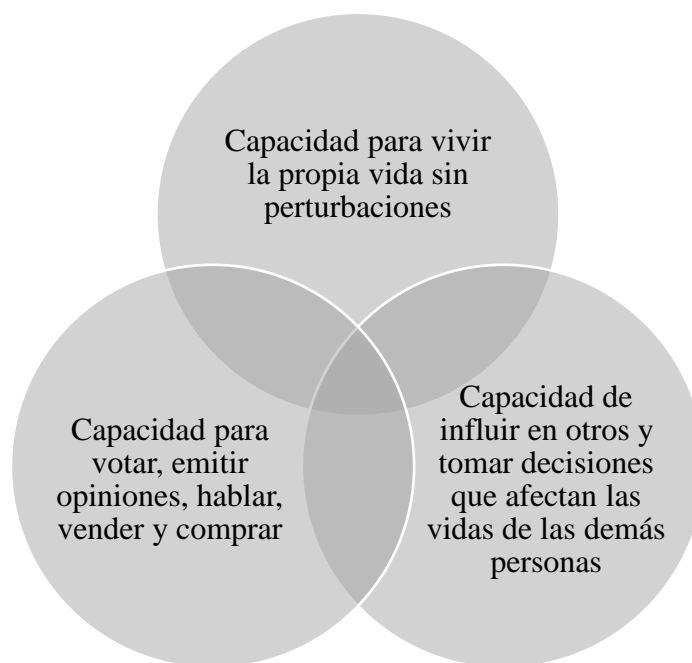 Capacidad para vivir
la propia vida sin
perturbaciones
Capacidad para
votar, emitir
opiniones, hablar,
vender y comprar
Capacidad de
influir en otros y
tomar decisiones
que afectan las
vidas de las demás
personas